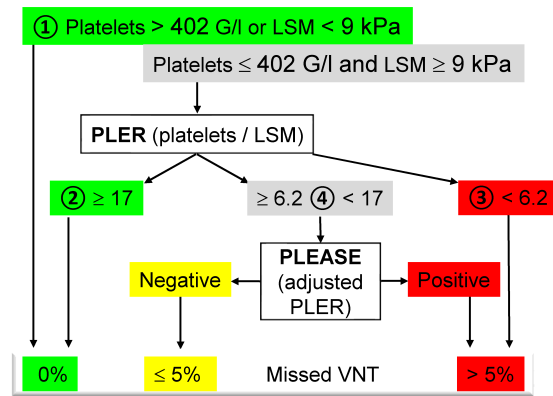 ① Platelets > 402 G/l or LSM < 9 kPa
Platelets ≤ 402 G/l and LSM ≥ 9 kPa
PLER (platelets / LSM)
② ≥ 17
≥ 6.2 ④ < 17
③ < 6.2
PLEASE
(adjusted
PLER)
Negative
Positive
0%
≤ 5%
Missed VNT
> 5%